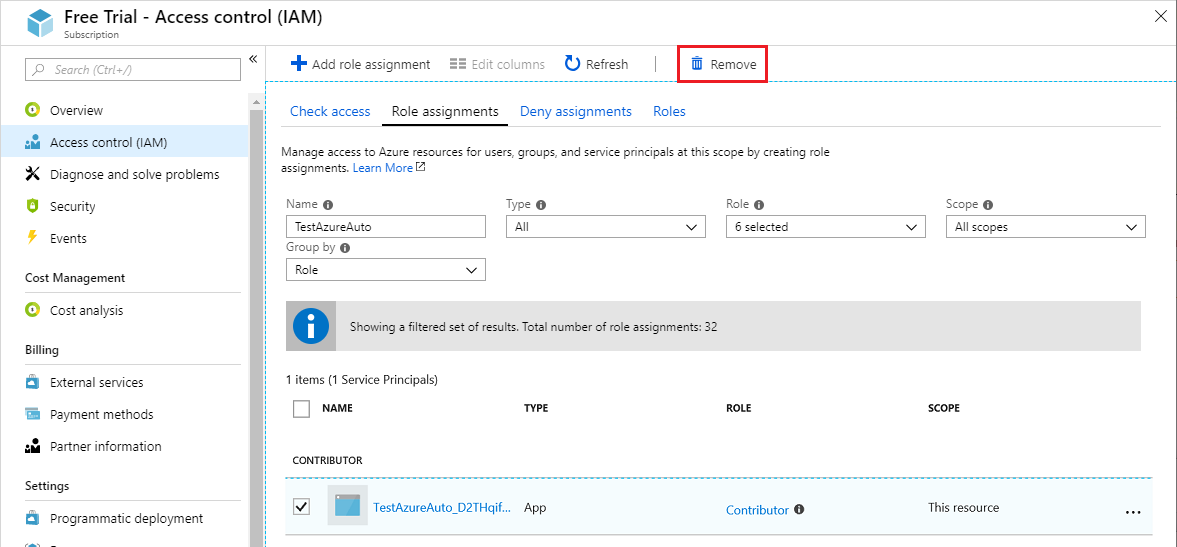 Free Trial - Access control (IAM)
Subscription
Search (Ctrl+/)
Overview
Access control (IAM)
Diagnose and solve problems
Security
Events
Cost Management
Cost analysis
Billing
External services
Payment methods
Partner information
Settings
Programmatic deployment
Add role assignment
Edit columns
Refresh
Remove
Check access
Role assignments
Deny assignments
Roles
Manage access to Azure resources for users, groups, and service principals at this scope by creating role
assignments. Learn More
Name
Type
Role
Scope
TestAzureAuto
All
6 selected
All scopes
Group by
Role
Showing a filtered set of results. Total number of role assignments: 32
1 items (1 Service Principals)
NAME
TYPE
ROLE
SCOPE
CONTRIBUTOR
TestAzureAuto_D2THqif...
App
Contributor
This resource